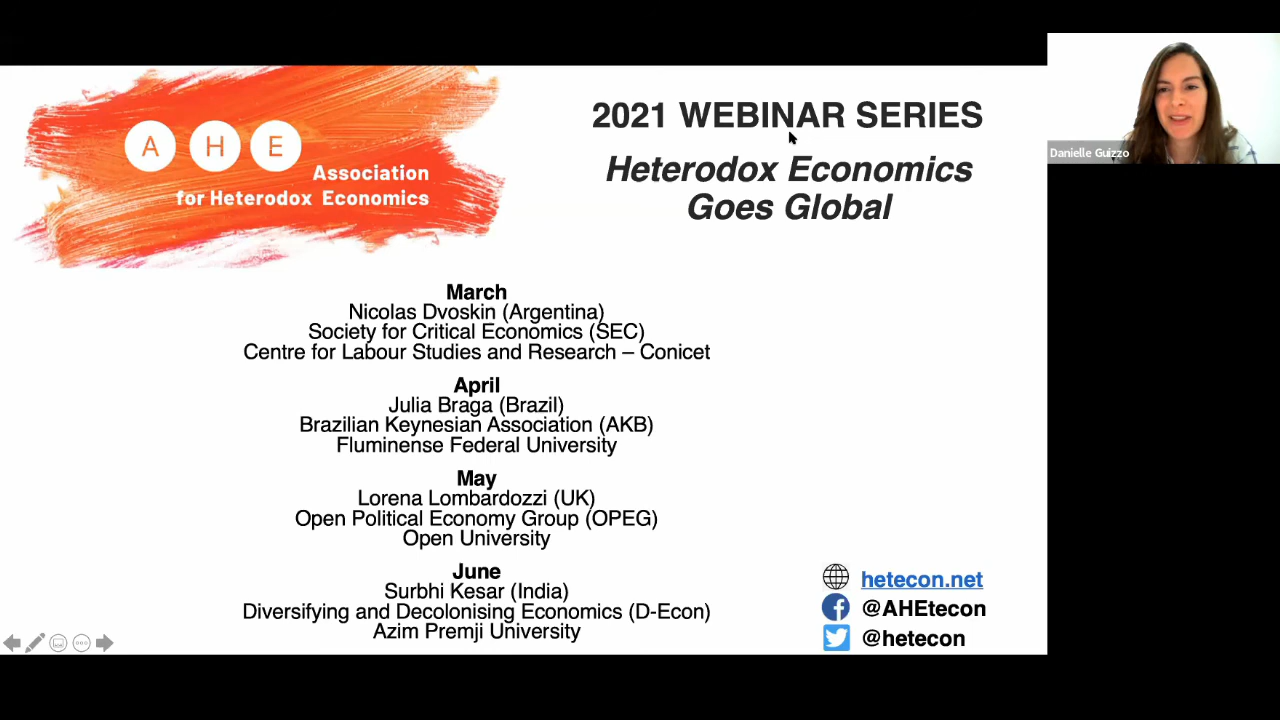 A H E
Association
for Heterodox Economics
2021 WEBINAR SERIES
Heterodox Economics
Goes Global
Danielle Guizzo
March
Nicolas Dvoskin (Argentina)
Society for Critical Economics (SEC)
Centre for Labour Studies and Research – Conicet
April
Julia Braga (Brazil)
Brazilian Keynesian Association (AKB)
Fluminense Federal University
May
Lorena Lombardozzi (UK)
Open Political Economy Group (OPEG)
Open University
June
Surbhi Kesar (India)
Diversifying and Decolonising Economics (D-Econ)
Azim Premji University
hetecon.net
@AHEtecon
@hetecon